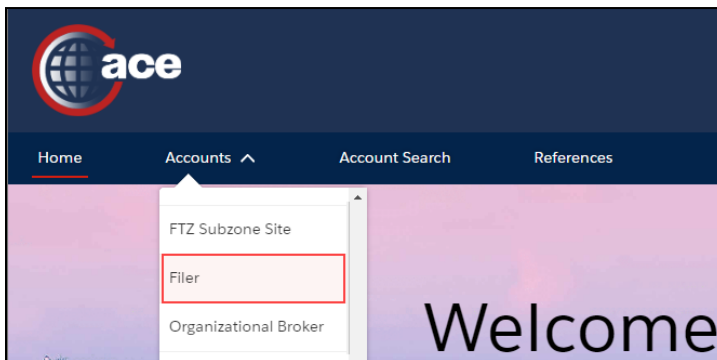 ace
Home Accounts Account Search References
FTZ Subzone Site
Filer
Organizational Broker
Welcome